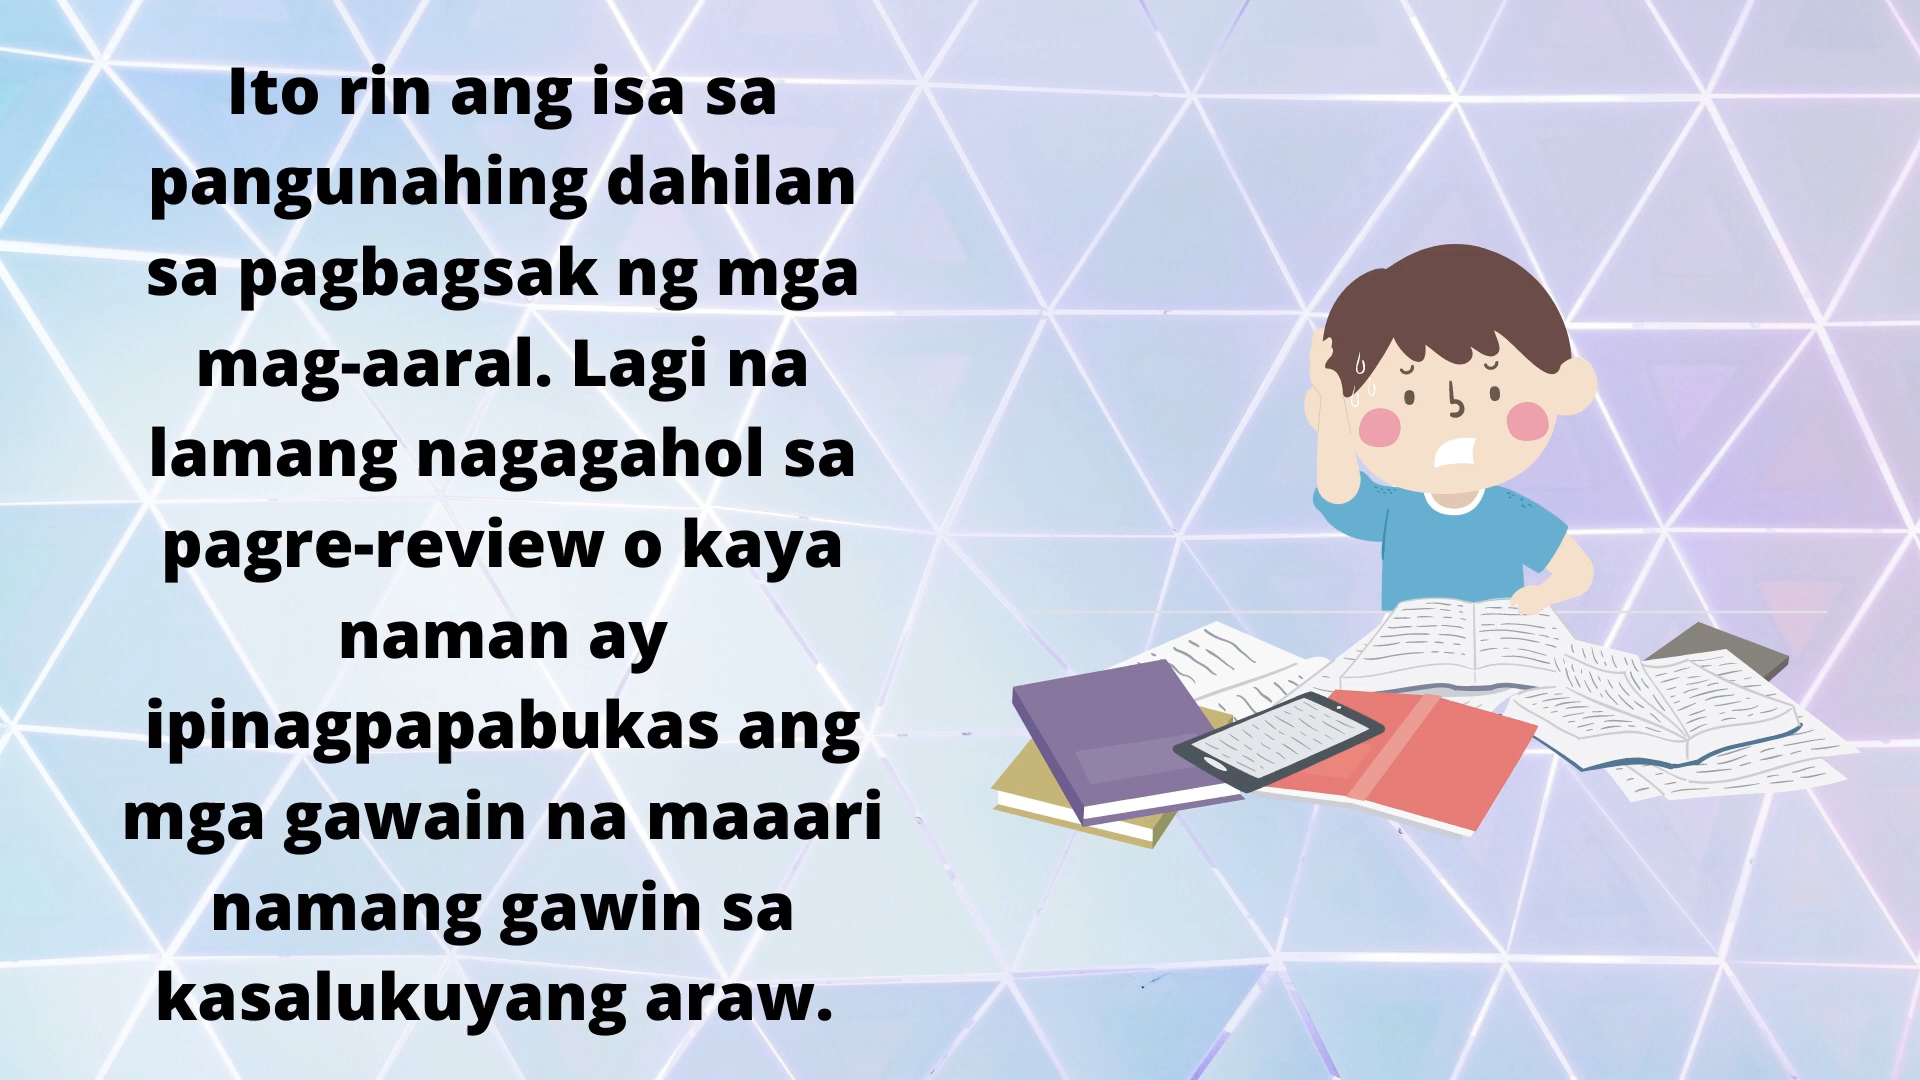 Ito rin ang isa sa
pangunahing dahilan
sa pagbagsak ng mga
mag-aaral. Lagi na
lamang nagagahol sa
pagre-review o kaya
naman ay
ipinagpapabukas ang
mga gawain na maaari
namang gawin sa
kasalukuyang araw.